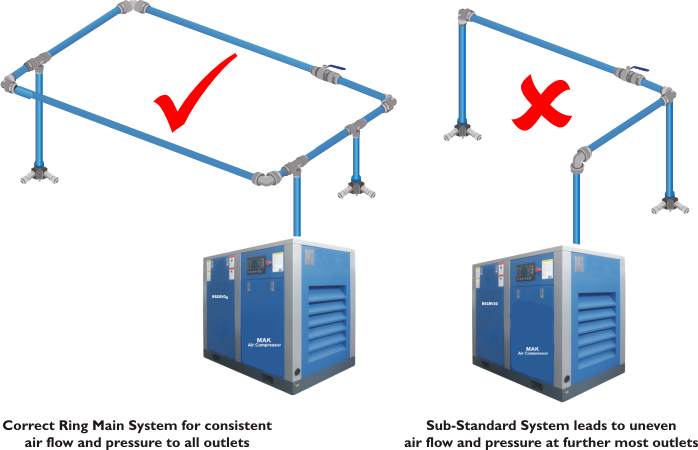 MAK
Air Compressor
MAK
Air Compressor
Correct Ring Main System for consistent
air flow and pressure to all outlets
Sub-Standard System leads to uneven
air flow and pressure at further most outlets